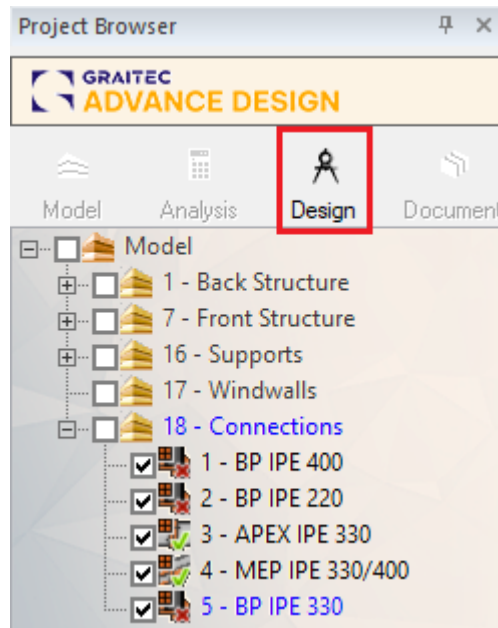 Project Browser
GRAITEC
ADVANCE DESIGN
Model Analysis Design Document
Model
1 - Back Structure
7 - Front Structure
16 - Supports
17 - Windwalls
18 - Connections
1 - BP IPE 400
2 - BP IPE 220
3 - APEX IPE 330
4 - MEP IPE 330/400
5 - BP IPE 330